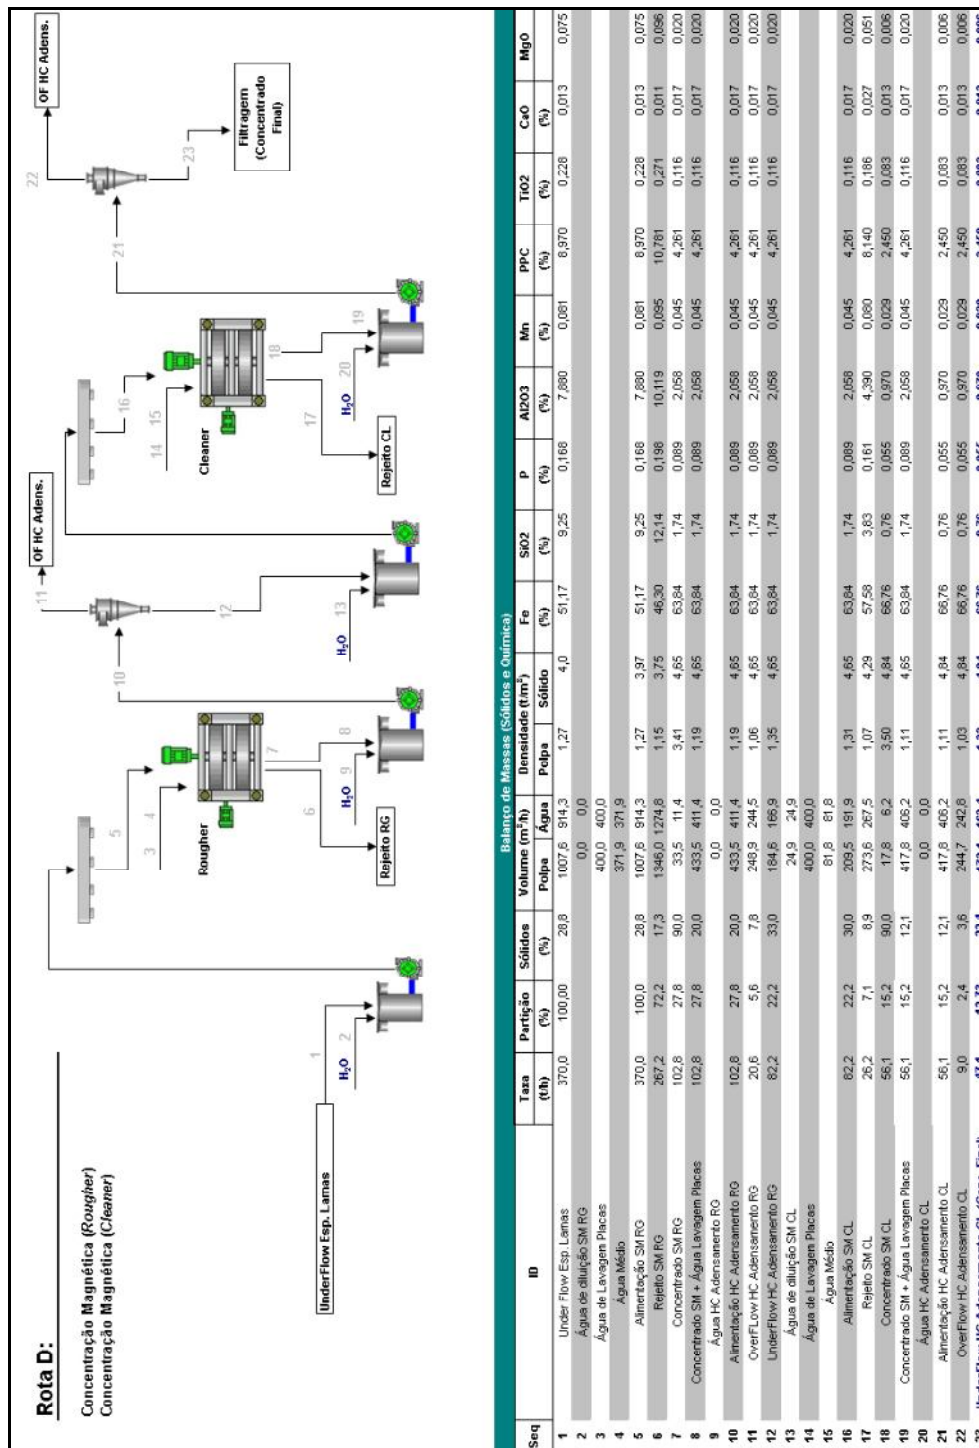 Rota D:
Concentração Magnética (Rougher)
Concentração Magnética (Cleaner)
UnderFlow Esp. Lamas
1
H2O
2
5
3
4
Rougher
6
7
Rejeito RG
8
H2O
9
10
11
OF HC Adens.
12
H2O
13
16
14
15
Cleaner
17
18
Rejeito CL
19
H2O
20
21
22
OF HC Adens.
23
Filtragem
(Concentrado
Final)
Balanço de Massas (Sólidos e Química)
Seq ID Taxa (t/h) Partição (%) Sólidos (%) Volume (m³/h) Polpa Água Densidade (t/m³) Polpa Sólido Fe (%) SiO2 (%) P (%) Al2O3 (%) Mn (%) PPC (%) TiO2 (%) CaO (%) MgO
1 Under Flow Esp. Lamas 370,0 100,00 28,8 1007,6 914,3 1,27 4,0 51,17 9,25 0,168 7,880 0,081 8,970 0,228 0,013 0,075
2 Água de diluição SM RG 0,0 0,0
3 Água de Lavagem Placas 400,0 400,0
4 Água Médio 371,9 371,9
5 Alimentação SM RG 370,0 100,0 28,8 1007,6 914,3 1,27 3,97 51,17 9,25 0,168 7,880 0,081 8,970 0,228 0,013 0,075
6 Rejeito SM RG 267,2 72,2 17,3 1346,0 1274,8 1,15 3,75 46,30 12,14 0,198 10,119 0,095 10,781 0,271 0,011 0,096
7 Concentrado SM RG 102,8 27,8 90,0 33,5 11,4 3,41 4,65 63,84 1,74 0,089 2,058 0,045 4,261 0,116 0,017 0,020
8 Concentrado SM + Água Lavagem Placas 102,8 27,8 20,0 433,5 411,4 1,19 4,65 63,84 1,74 0,089 2,058 0,045 4,261 0,116 0,017 0,020
9 Água HC Adensamento RG 0,0 0,0
10 Alimentação HC Adensamento RG 102,8 27,8 20,0 433,5 411,4 1,19 4,65 63,84 1,74 0,089 2,058 0,045 4,261 0,116 0,017 0,020
11 OverFLow HC Adensamento RG 20,6 5,6 7,8 248,9 244,5 1,06 4,65 63,84 1,74 0,089 2,058 0,045 4,261 0,116 0,017 0,020
12 UnderFlow HC Adensamento RG 82,2 22,2 33,0 184,6 166,9 1,35 4,65 63,84 1,74 0,089 2,058 0,045 4,261 0,116 0,017 0,020
13 Água de diluição SM CL 24,9 24,9
14 Água de Lavagem Placas 400,0 400,0
15 Água Médio 81,8 81,8
16 Alimentação SM CL 82,2 22,2 30,0 209,5 191,9 1,31 4,65 63,84 1,74 0,089 2,058 0,045 4,261 0,116 0,017 0,020
17 Rejeito SM CL 26,2 7,1 8,9 273,6 267,5 1,07 4,29 57,58 3,83 0,161 4,390 0,080 8,140 0,186 0,027 0,051
18 Concentrado SM CL 56,1 15,2 90,0 17,8 6,2 3,50 4,84 66,76 0,76 0,055 0,970 0,029 2,450 0,083 0,013 0,006
19 Concentrado SM + Água Lavagem Placas 56,1 15,2 12,1 417,8 406,2 1,11 4,65 63,84 1,74 0,089 2,058 0,045 4,261 0,116 0,017 0,020
20 Água HC Adensamento CL 0,0 0,0
21 Alimentação HC Adensamento CL 56,1 15,2 12,1 417,8 406,2 1,11 4,84 66,76 0,76 0,055 0,970 0,029 2,450 0,083 0,013 0,006
22 OverFlow HC Adensamento CL 9,0 2,4 3,6 244,7 242,8 1,03 4,84 66,76 0,76 0,055 0,970 0,029 2,450 0,083 0,013 0,006